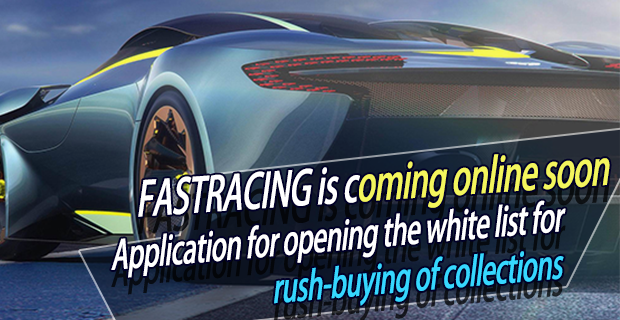 FASTRACING is coming online soon
Application for opening the white list for
rush-buying of collections